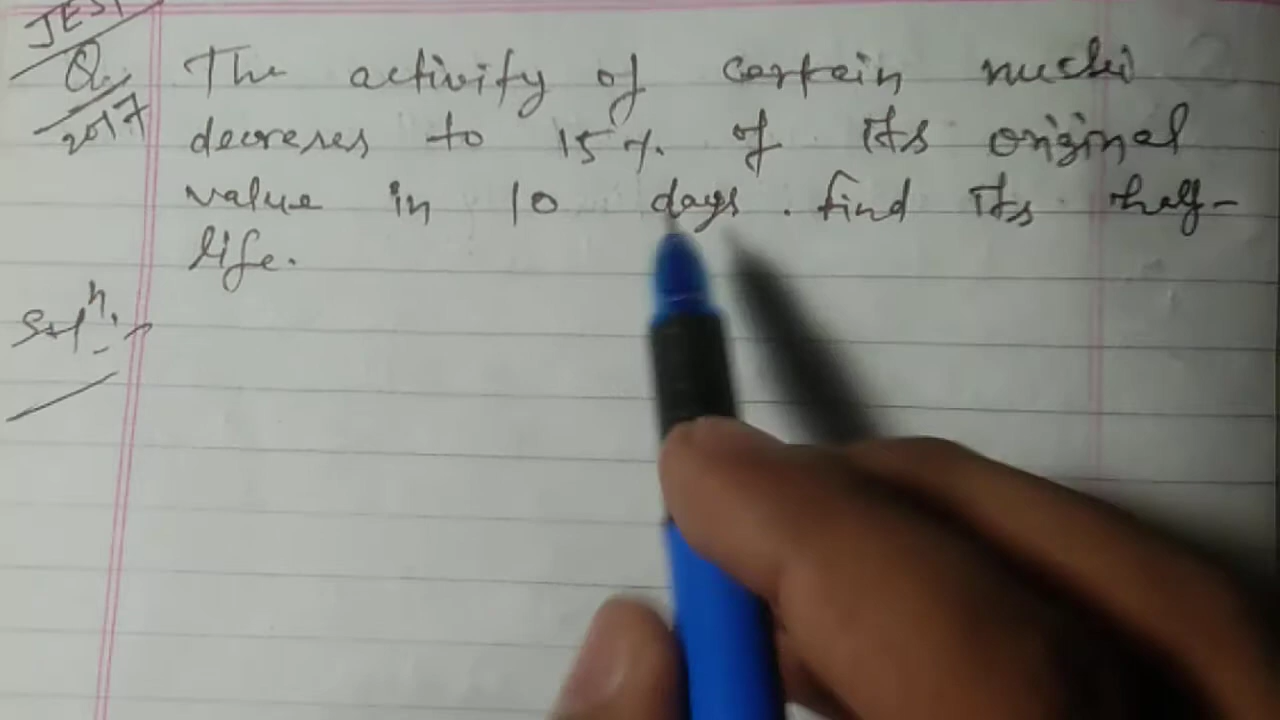 JEST
Q. The activity of certain nuclei
2017
decreses to 15% of its original
value in 10 days. find its half-
life.
Solⁿ.